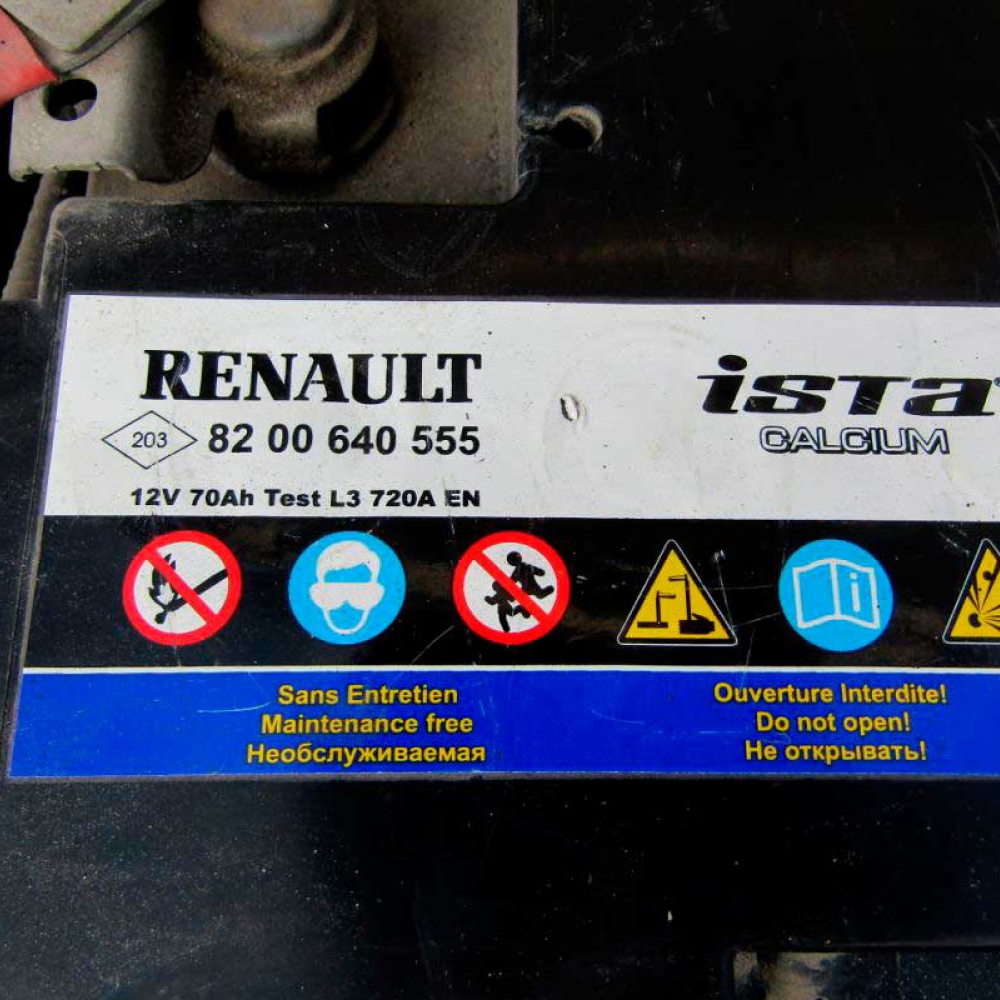 RENAULT
203 82 00 640 555
12V 70Ah Test L3 720A EN
ista
CALCIUM
i
Sans Entretien
Maintenance free
Необслуживаемая
Ouverture Interdite!
Do not open!
Не открывать!